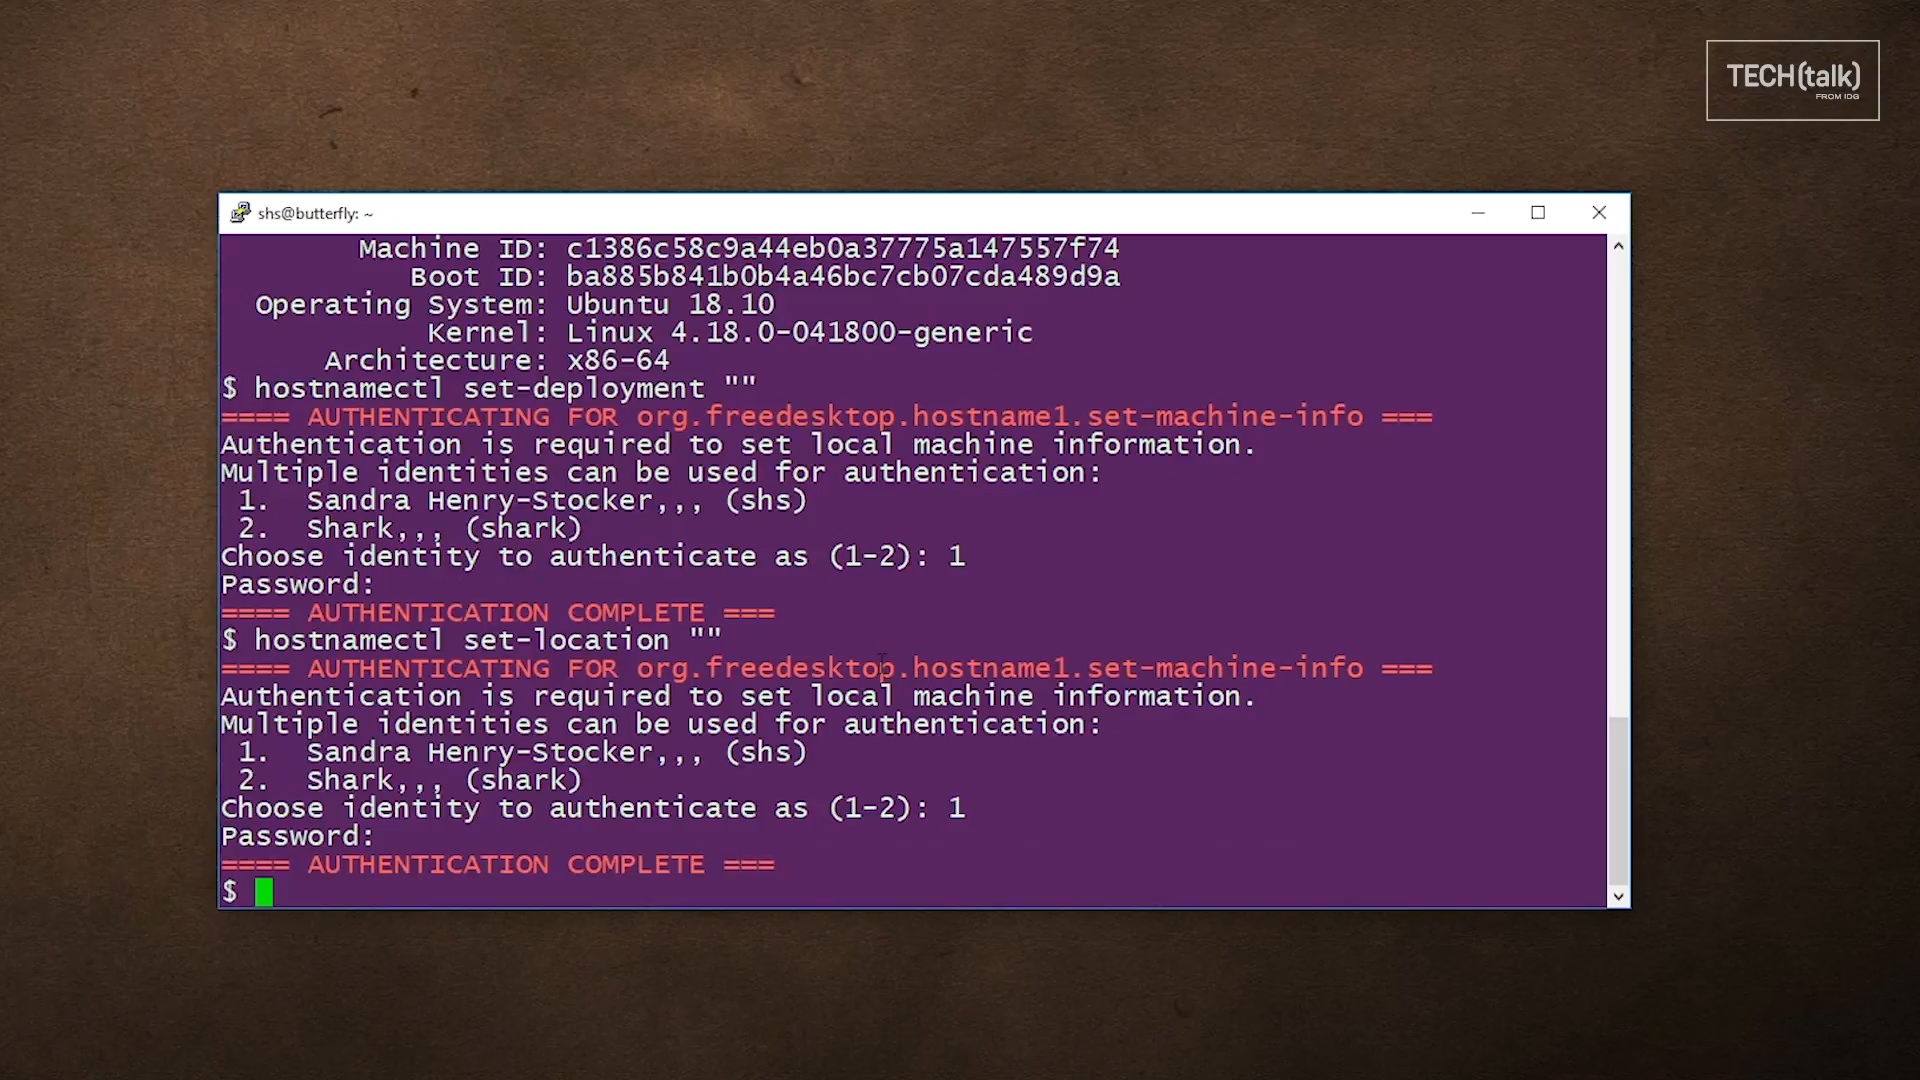 TECH(talk)
FROM IDG
shs@butterfly: ~
Machine ID: c1386c58c9a44eb0a37775a147557f74
Boot ID: ba885b841b0b4a46bc7cb07cda489d9a
Operating System: Ubuntu 18.10
Kernel: Linux 4.18.0-041800-generic
Architecture: x86-64
$ hostnamectl set-deployment ""
==== AUTHENTICATING FOR org.freedesktop.hostname1.set-machine-info ===
Authentication is required to set local machine information.
Multiple identities can be used for authentication:
1.  Sandra Henry-Stocker,,, (shs)
2.  Shark,,, (shark)
Choose identity to authenticate as (1-2): 1
Password:
==== AUTHENTICATION COMPLETE ===
$ hostnamectl set-location ""
==== AUTHENTICATING FOR org.freedesktop.hostname1.set-machine-info ===
Authentication is required to set local machine information.
Multiple identities can be used for authentication:
1.  Sandra Henry-Stocker,,, (shs)
2.  Shark,,, (shark)
Choose identity to authenticate as (1-2): 1
Password:
==== AUTHENTICATION COMPLETE ===
$